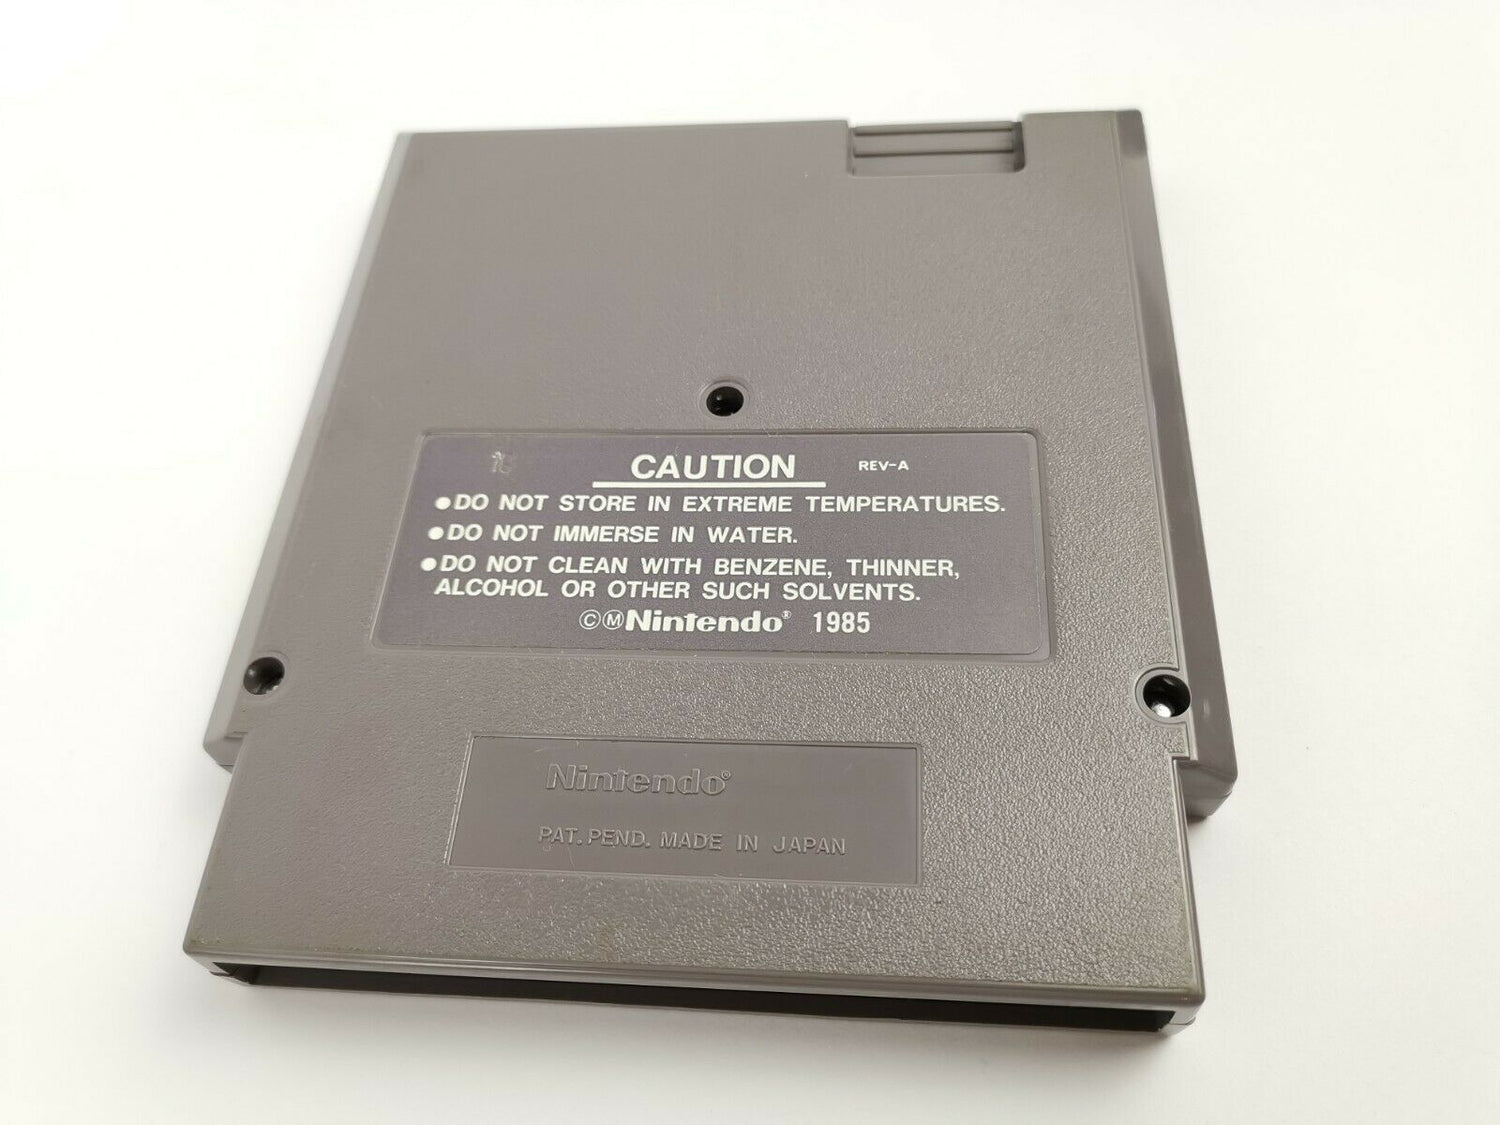 CAUTION REV-A
●DO NOT STORE IN EXTREME TEMPERATURES.
●DO NOT IMMERSE IN WATER.
●DO NOT CLEAN WITH BENZENE, THINNER,
ALCOHOL OR OTHER SUCH SOLVENTS.
©ⓂNintendo® 1985
Nintendo®
PAT. PEND. MADE IN JAPAN